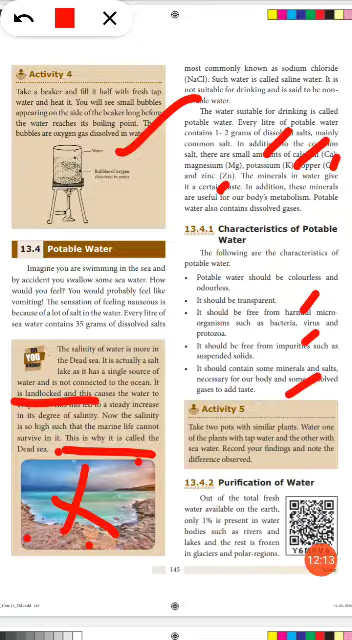 Activity 4
Take a beaker and fill it half with fresh tap
water and heat it. You will see small bubbles
appearing on the side of the beaker long before
the water reaches its boiling point. The
bubbles are oxygen gas dissolved in water.
Water
Bubbles of oxygen
dissolved in water
13.4 Potable Water
Imagine you are swimming in the sea and
by accident you swallow some sea water. How
would you feel? You would probably feel like
vomiting! The sensation of feeling nauseous is
because of a lot of salt in the water. Every litre of
sea water contains 35 grams of dissolved salts
DO YOU KNOW?
The salinity of water is more in
the Dead sea. It is actually a salt
lake as it has a single source of
water and is not connected to the ocean. It
is landlocked and this causes the water to
to a steady increase
in its degree of salinity. Now the salinity
is so high such that the marine life cannot
survive in it. This is why it is called the
Dead sea.
most commonly known as sodium chloride
(NaCl). Such water is called saline water. It is
not suitable for drinking and is said to be non-
water.
The water suitable for drinking is called
potable water. Every litre of potable water
contains 1- 2 grams of dissolved salts, mainly
common salt. In addition to the common
salt, there are small amounts of calcium (Ca),
magnesium (Mg), potassium (K), copper
and zinc (Zn). The minerals in water give
it a certain taste. In addition, these minerals
are useful for our body's metabolism. Potable
water also contains dissolved gases.
13.4.1 Characteristics of Potable
Water
The following are the characteristics of
potable water.
• Potable water should be colourless and
odourless.
• It should be transparent.
• It should be free from harmful micro-
organisms such as bacteria, virus and
protozoa.
• It should be free from impurities such as
suspended solids.
• It should contain some minerals and salts,
necessary for our body and some dissolved
gases to add taste.
Activity 5
Take two pots with similar plants. Water one
of the plants with tap water and the other with
sea water. Record your findings and note the
difference observed.
13.4.2 Purification of Water
Out of the total fresh
water available on the earth,
only 1% is present in water
bodies such as rivers and
lakes and the rest is frozen
in glaciers and polar-regions.
12:13
145